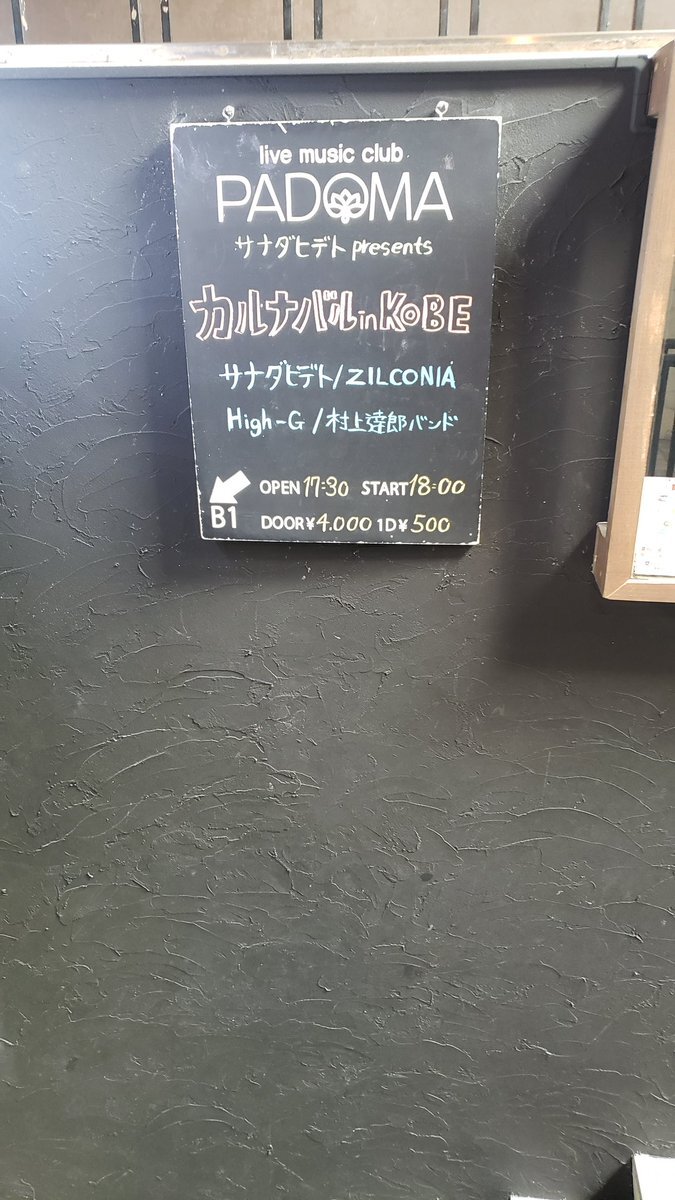 live music club
PADOMA
サナダヒデト presents
カルナバル in KOBE
サナダヒデト/ZILCONIA
High-G/村上達郎バンド
OPEN 17:30 START 18:00
B1 DOOR¥4.000 1D¥500